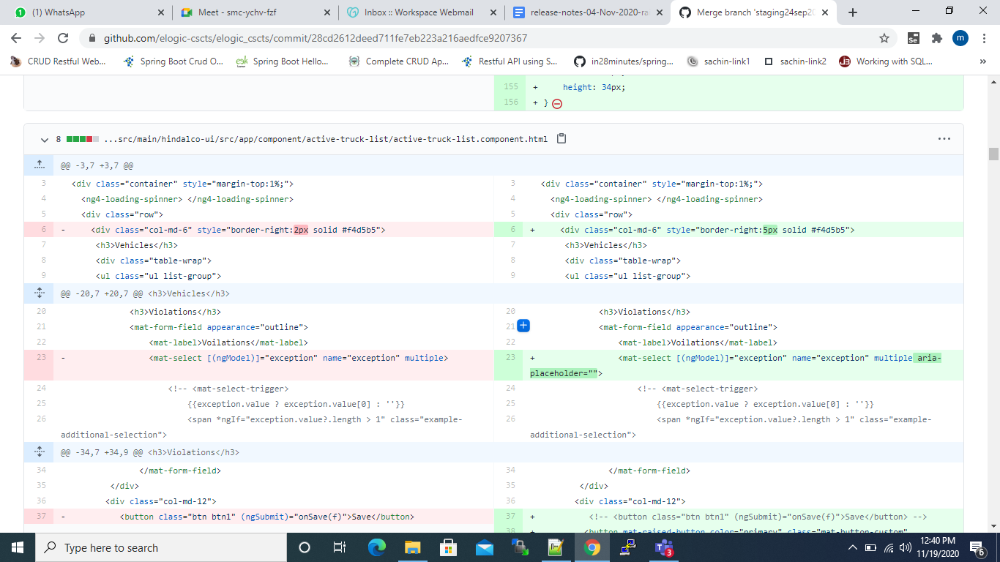 (1) WhatsApp
Meet - smc-ychv-fzf
Inbox :: Workspace Webmail
release-notes-04-Nov-2020-ra
Merge branch 'staging24sep20
github.com/elogic-cscts/elogic_cscts/commit/28cd2612deed711fe7eb223a216aedfce9207367
Se
m
CRUD Restful Web...
Spring Boot Crud O...
Spring Boot Hello...
Complete CRUD Ap...
Restful API using S...
in28minutes/spring...
sachin-link1
sachin-link2
Working with SQL...
»
155 + height: 34px;
156 + }
8 ...src/main/hindalco-ui/src/app/component/active-truck-list/active-truck-list.component.html
@@ -3,7 +3,7 @@
3 <div class="container" style="margin-top:1%;"> 3 <div class="container" style="margin-top:1%;">
4 <ng4-loading-spinner> </ng4-loading-spinner> 4 <ng4-loading-spinner> </ng4-loading-spinner>
5 <div class="row"> 5 <div class="row">
6 - <div class="col-md-6" style="border-right:2px solid #f4d5b5"> 6 + <div class="col-md-6" style="border-right:5px solid #f4d5b5">
7 <h3>Vehicles</h3> 7 <h3>Vehicles</h3>
8 <div class="table-wrap"> 8 <div class="table-wrap">
9 <ul class="ul list-group"> 9 <ul class="ul list-group">
@@ -20,7 +20,7 @@ <h3>Vehicles</h3>
20 <h3>Violations</h3> 20 <h3>Violations</h3>
21 <mat-form-field appearance="outline"> 21 <mat-form-field appearance="outline">
22 <mat-label>Voilations</mat-label> 22 <mat-label>Voilations</mat-label>
23 - <mat-select [(ngModel)]="exception" name="exception" multiple> 23 + <mat-select [(ngModel)]="exception" name="exception" multiple aria-
placeholder="">
24 <!-- <mat-select-trigger> 24 <!-- <mat-select-trigger>
25 {{exception.value ? exception.value[0] : ''}} 25 {{exception.value ? exception.value[0] : ''}}
26 <span *ngIf="exception.value?.length > 1" class="example- 26 <span *ngIf="exception.value?.length > 1" class="example-
additional-selection"> additional-selection">
@@ -34,7 +34,9 @@ <h3>Violations</h3>
34 </mat-form-field> 34 </mat-form-field>
35 </div> 35 </div>
36 <div class="col-md-12"> 36 <div class="col-md-12">
37 - <button class="btn btn1" (ngSubmit)="onSave(f)">Save</button> 37 + <!-- <button class="btn btn1" (ngSubmit)="onSave(f)">Save</button> -->
38 + <button mat-raised-button color="primary" class="mat-button-custom"
Type here to search
3
12:40 PM
11/19/2020
6